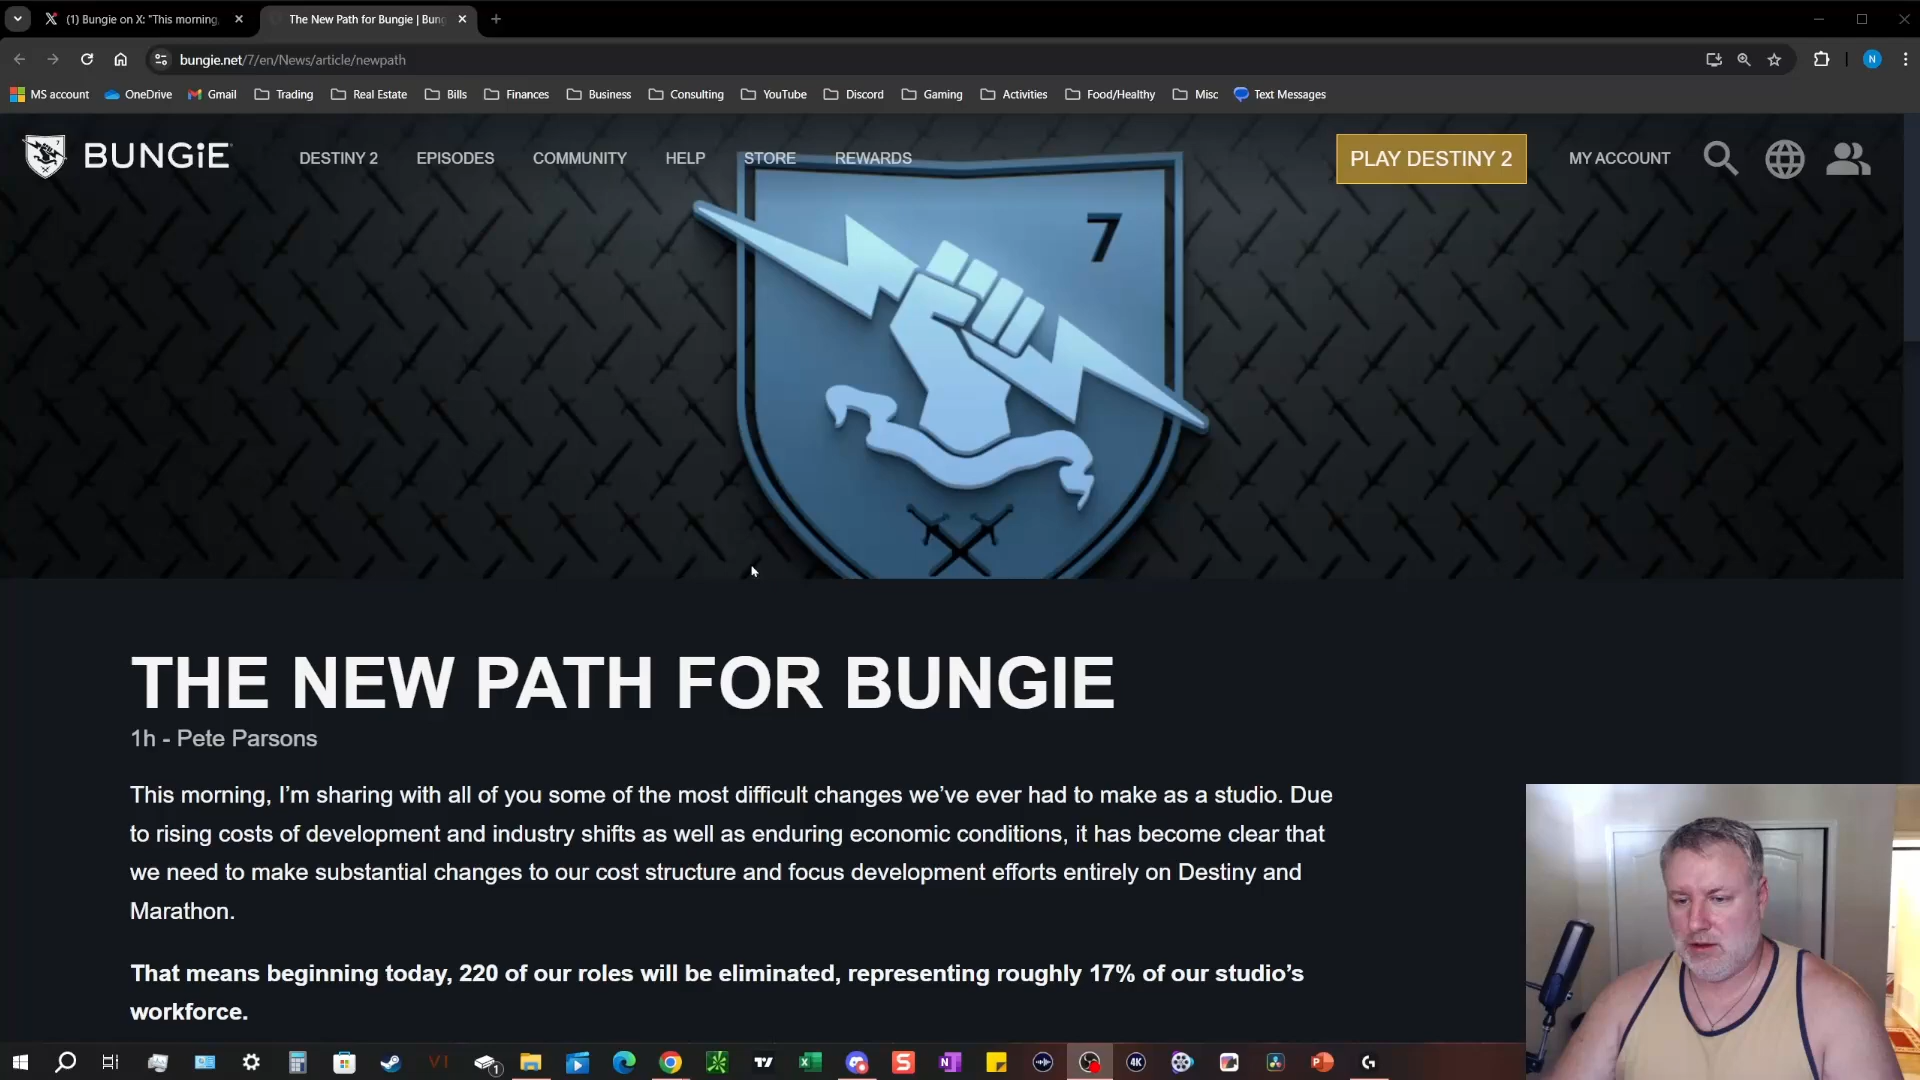 (1) Bungie on X: "This morning,
The New Path for Bungie | Bung
bungie.net/7/en/News/article/newpath
N
MS account
OneDrive
Gmail
Trading
Real Estate
Bills
Finances
Business
Consulting
YouTube
Discord
Gaming
Activities
Food/Healthy
Misc
Text Messages
BUNGiE
DESTINY 2
EPISODES
COMMUNITY
HELP
STORE
REWARDS
PLAY DESTINY 2
MY ACCOUNT
7
THE NEW PATH FOR BUNGIE
1h - Pete Parsons
This morning, I’m sharing with all of you some of the most difficult changes we’ve ever had to make as a studio. Due
to rising costs of development and industry shifts as well as enduring economic conditions, it has become clear that
we need to make substantial changes to our cost structure and focus development efforts entirely on Destiny and
Marathon.
That means beginning today, 220 of our roles will be eliminated, representing roughly 17% of our studio’s
workforce.
VI
1
4K